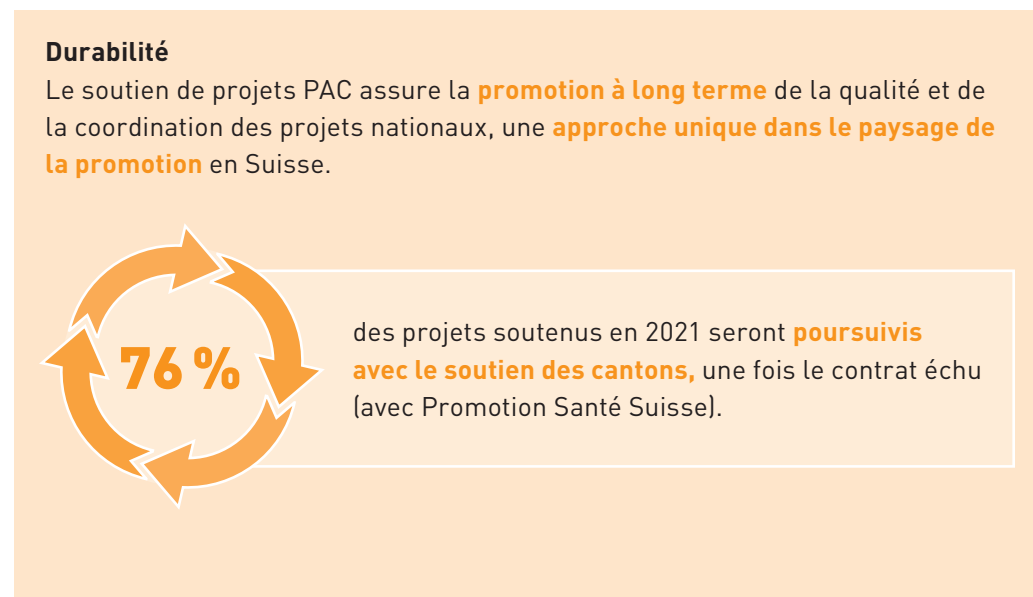 Durabilité
Le soutien de projets PAC assure la promotion à long terme de la qualité et de
la coordination des projets nationaux, une approche unique dans le paysage de
la promotion en Suisse.
76 %
des projets soutenus en 2021 seront poursuivis
avec le soutien des cantons, une fois le contrat échu
(avec Promotion Santé Suisse).